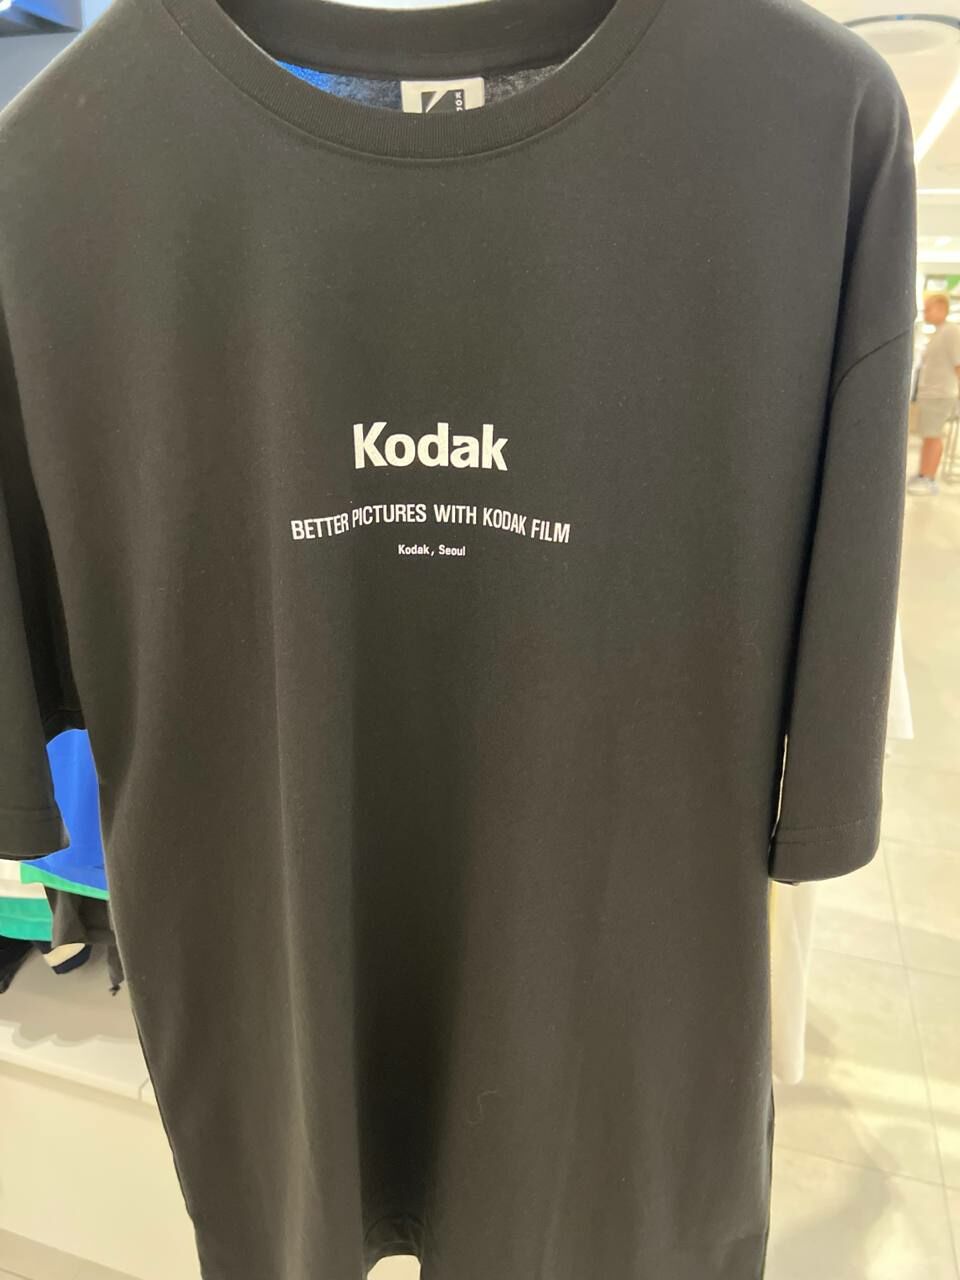 Kodak
BETTER PICTURES WITH KODAK FILM
Kodak, Seoul